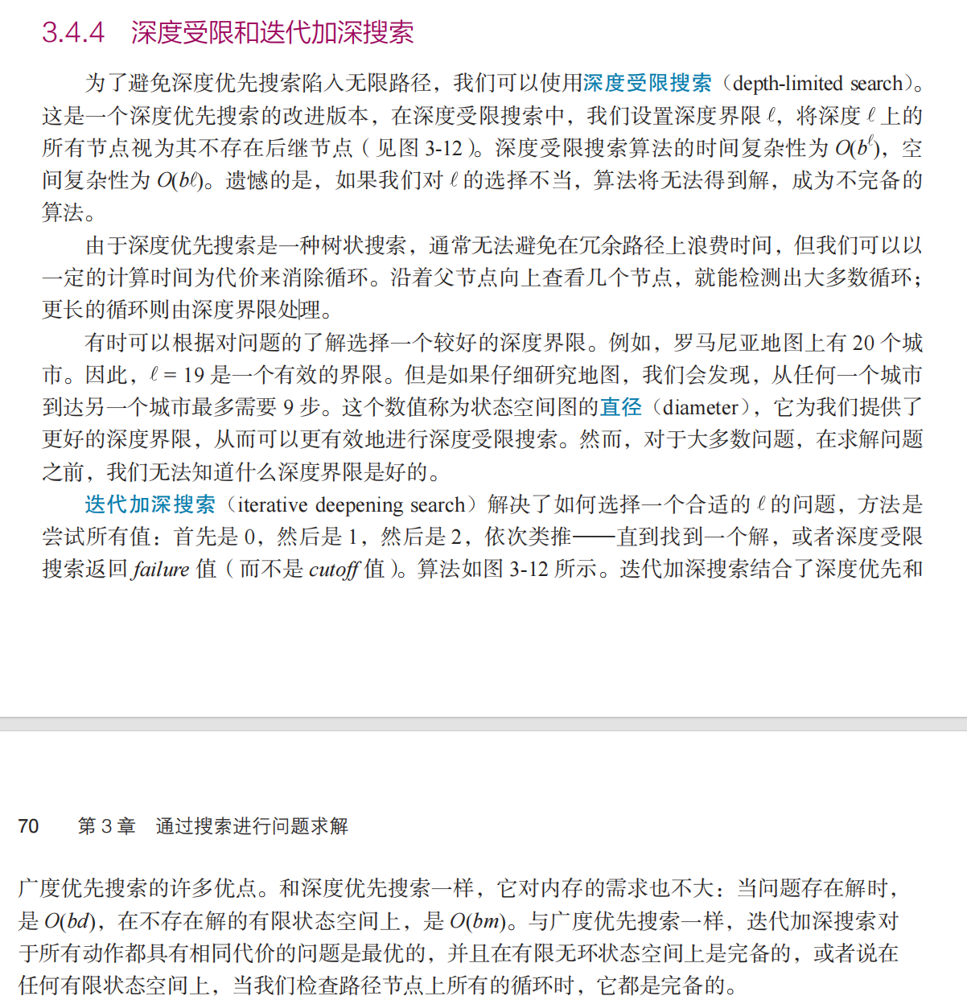 3.4.4 深度受限和迭代加深搜索
为了避免深度优先搜索陷入无限路径，我们可以使用深度受限搜索（depth-limited search）。
这是一个深度优先搜索的改进版本，在深度受限搜索中，我们设置深度界限 ℓ，将深度 ℓ 上的
所有节点视为其不存在后继节点（见图 3-12）。深度受限搜索算法的时间复杂性为 O(b^ℓ)，空
间复杂性为 O(bℓ)。遗憾的是，如果我们对 ℓ 的选择不当，算法将无法得到解，成为不完备的
算法。
由于深度优先搜索是一种树状搜索，通常无法避免在冗余路径上浪费时间，但我们可以以
一定的计算时间为代价来消除循环。沿着父节点向上查看几个节点，就能检测出大多数循环；
更长的循环则由深度界限处理。
有时可以根据对问题的了解选择一个较好的深度界限。例如，罗马尼亚地图上有 20 个城
市。因此，ℓ = 19 是一个有效的界限。但是如果仔细研究地图，我们会发现，从任何一个城市
到达另一个城市最多需要 9 步。这个数值称为状态空间图的直径（diameter），它为我们提供了
更好的深度界限，从而可以更有效地进行深度受限搜索。然而，对于大多数问题，在求解问题
之前，我们无法知道什么深度界限是好的。
迭代加深搜索（iterative deepening search）解决了如何选择一个合适的 ℓ 的问题，方法是
尝试所有值：首先是 0，然后是 1，然后是 2，依次类推——直到找到一个解，或者深度受限
搜索返回 failure 值（而不是 cutoff 值）。算法如图 3-12 所示。迭代加深搜索结合了深度优先和
70 第 3 章 通过搜索进行问题求解
广度优先搜索的许多优点。和深度优先搜索一样，它对内存的需求也不大：当问题存在解时，
是 O(bd)，在不存在解的有限状态空间上，是 O(bm)。与广度优先搜索一样，迭代加深搜索对
于所有动作都具有相同代价的问题是最优的，并且在有限无环状态空间上是完备的，或者说在
任何有限状态空间上，当我们检查路径节点上所有的循环时，它都是完备的。